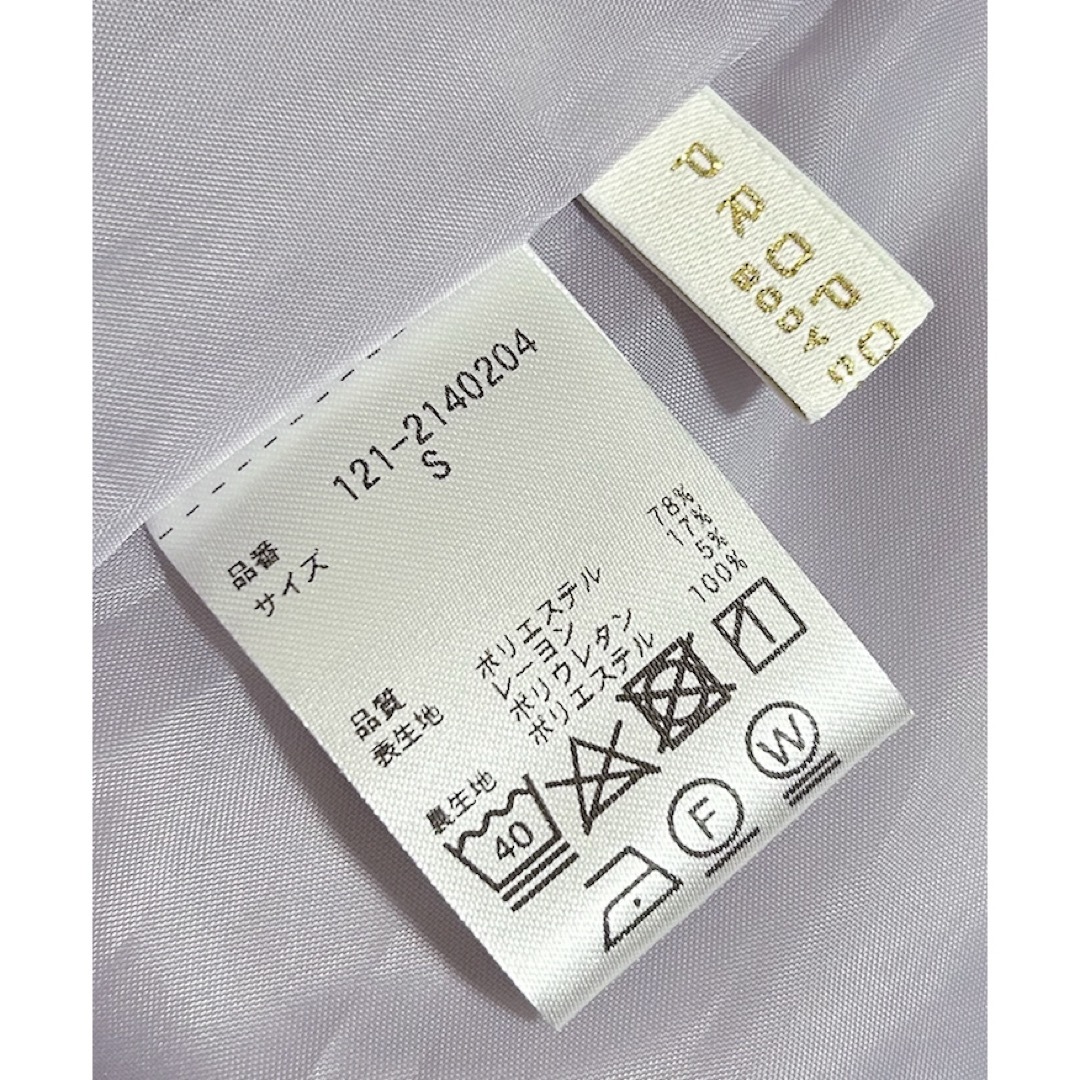 PROPO
BODY
品番 121-2140204
サイズ S
品質
表生地 ポリエステル 78%
レーヨン 17%
ポリウレタン 5%
裏生地 ポリエステル 100%
40
F
W